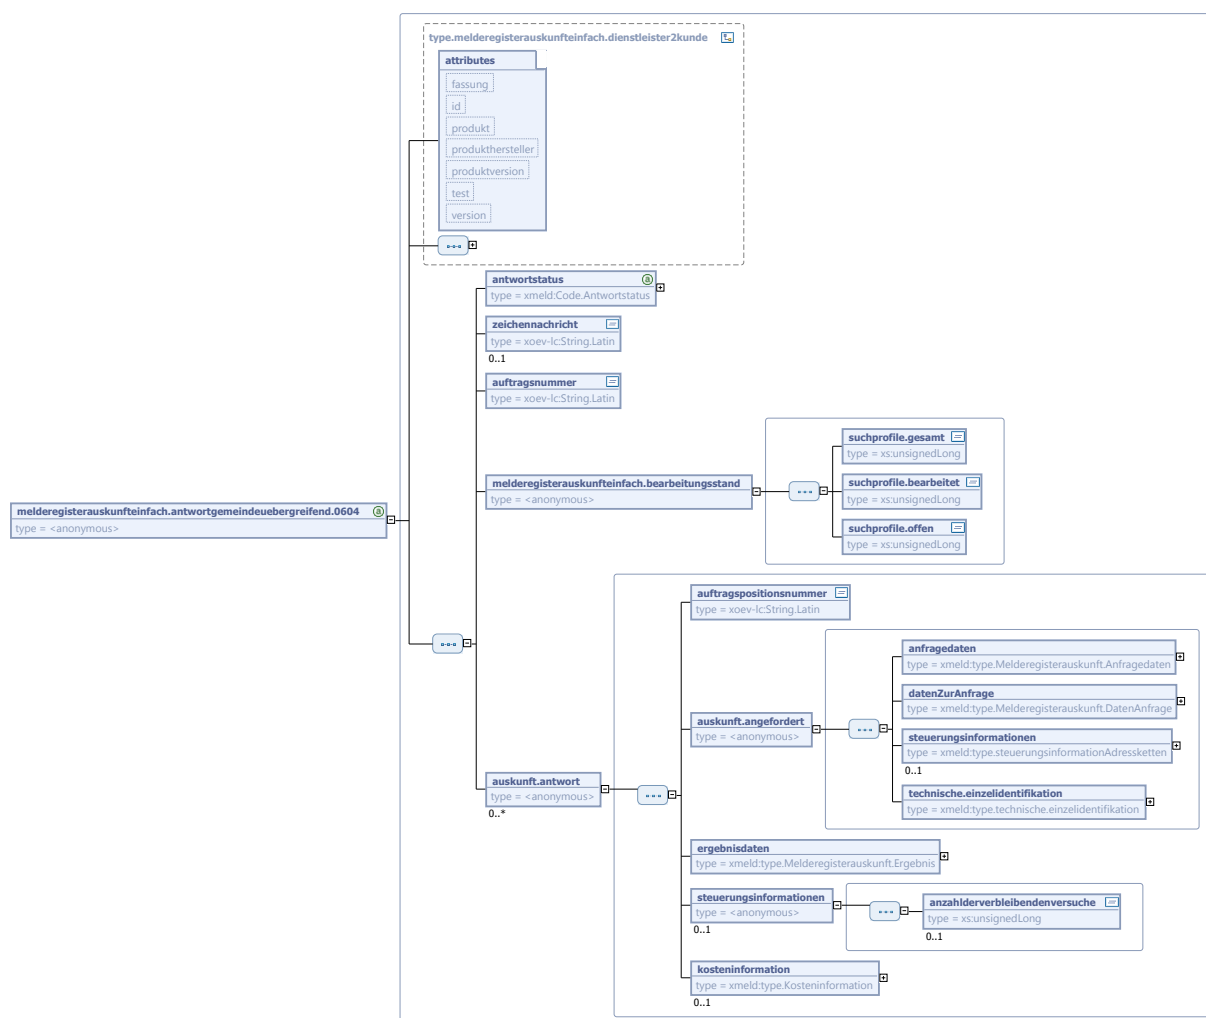 type.melderegisterauskunfteinfach.dienstleister2kunde
attributes
fassung
id
produkt
produkthersteller
produktversion
test
version
antwortstatus
type = xmeld:Code.Antwortstatus
zeichennachricht
type = xoev-lc:String.Latin
0..1
auftragsnummer
type = xoev-lc:String.Latin
melderegisterauskunfteinfach.bearbeitungsstand
type = <anonymous>
suchprofile.gesamt
type = xs:unsignedLong
suchprofile.bearbeitet
type = xs:unsignedLong
suchprofile.offen
type = xs:unsignedLong
melderegisterauskunfteinfach.antwortgemeindeuebergreifend.0604
type = <anonymous>
auskunft.antwort
type = <anonymous>
0..*
auftragspositionsnummer
type = xoev-lc:String.Latin
auskunft.angefordert
type = <anonymous>
anfragedaten
type = xmeld:type.Melderegisterauskunft.Anfragedaten
datenZurAnfrage
type = xmeld:type.Melderegisterauskunft.DatenAnfrage
steuerungsinformationen
type = xmeld:type.steuerungsinformationAdressketten
0..1
technische.einzelidentifikation
type = xmeld:type.technische.einzelidentifikation
ergebnisdaten
type = xmeld:type.Melderegisterauskunft.Ergebnis
steuerungsinformationen
type = <anonymous>
0..1
anzahlderverbleibendenversuche
type = xs:unsignedLong
0..1
kosteninformation
type = xmeld:type.Kosteninformation
0..1